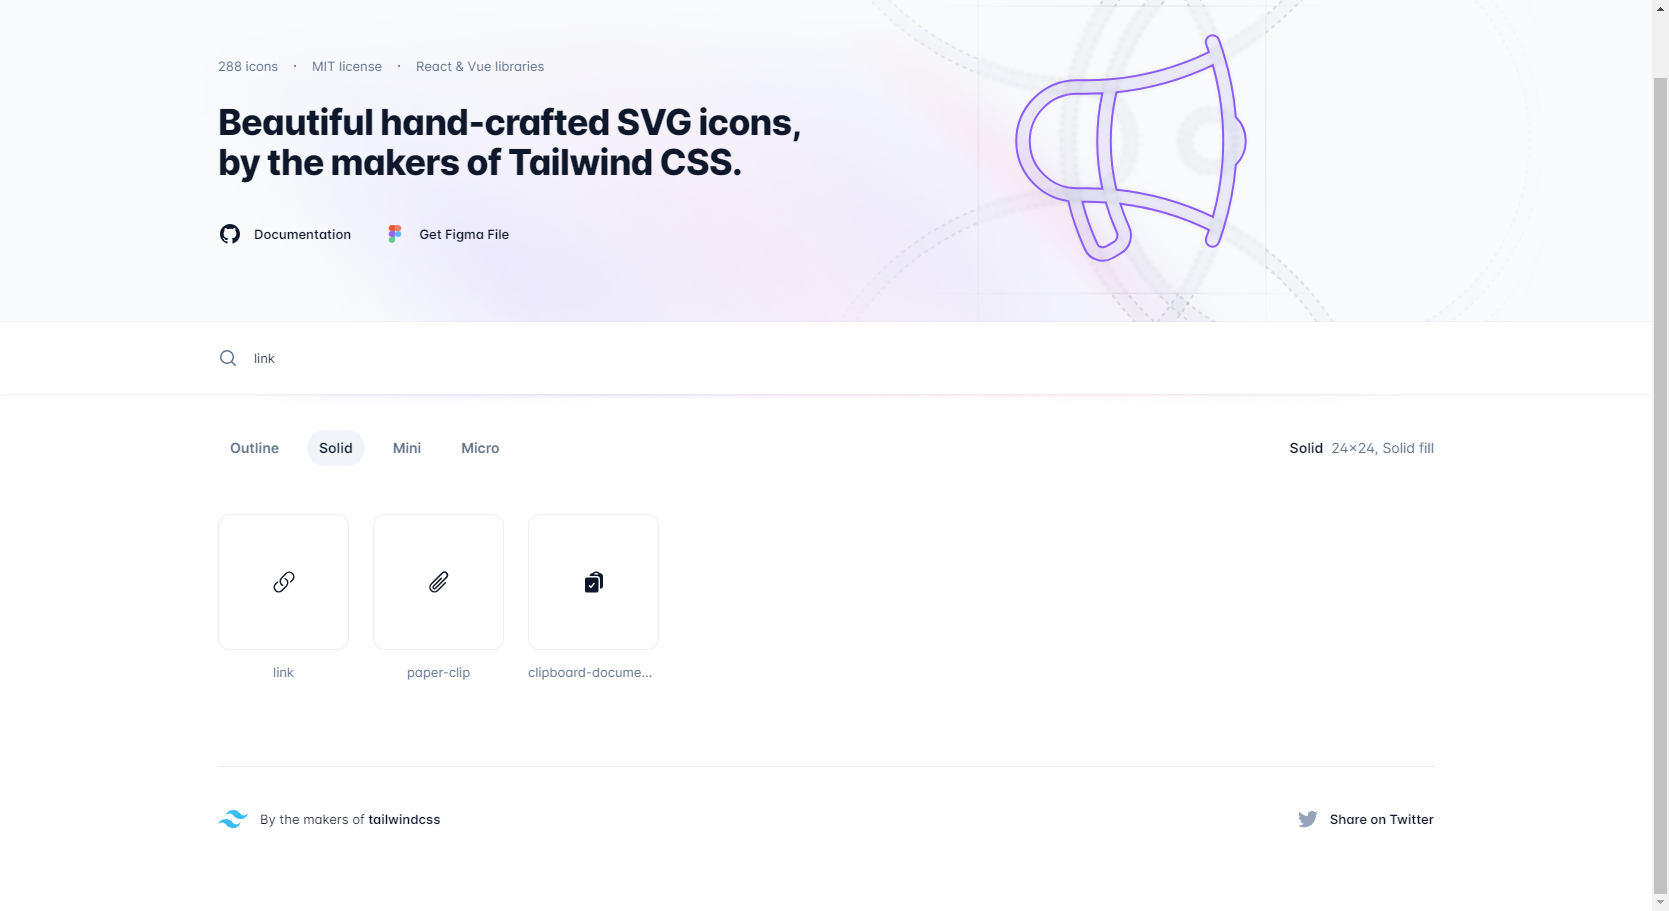 288 icons · MIT license · React & Vue libraries
Beautiful hand-crafted SVG icons,
by the makers of Tailwind CSS.
Documentation Get Figma File
link
Outline Solid Mini Micro Solid 24×24, Solid fill
link paper-clip clipboard-docume...
By the makers of tailwindcss Share on Twitter